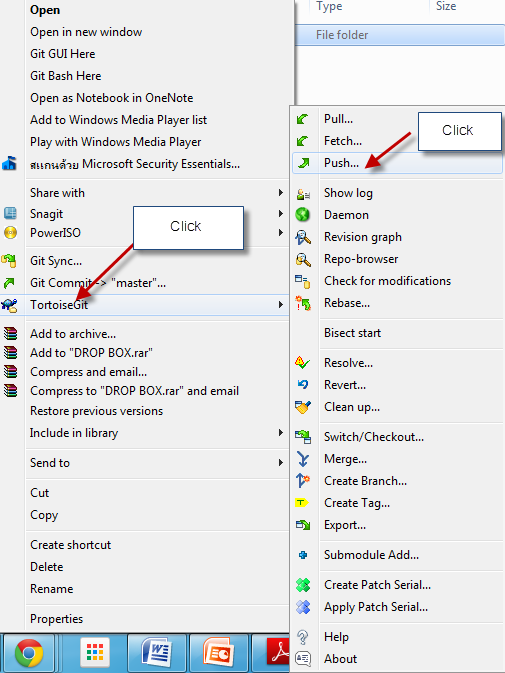 Open
Open in new window
Git GUI Here
Git Bash Here
Open as Notebook in OneNote
Add to Windows Media Player list
Play with Windows Media Player
สแกนด้วย Microsoft Security Essentials...
Share with
Snagit
PowerISO
Git Sync...
Git Commit -> "master"...
TortoiseGit
Add to archive...
Add to "DROP BOX.rar"
Compress and email...
Compress to "DROP BOX.rar" and email
Restore previous versions
Include in library
Send to
Cut
Copy
Create shortcut
Delete
Rename
Properties
Click
Type Size
File folder
Pull...
Fetch...
Push...
Click
Show log
Daemon
Revision graph
Repo-browser
Check for modifications
Rebase...
Bisect start
Resolve...
Revert...
Clean up...
Switch/Checkout...
Merge...
Create Branch...
Create Tag...
Export...
Submodule Add...
Create Patch Serial...
Apply Patch Serial...
Help
About